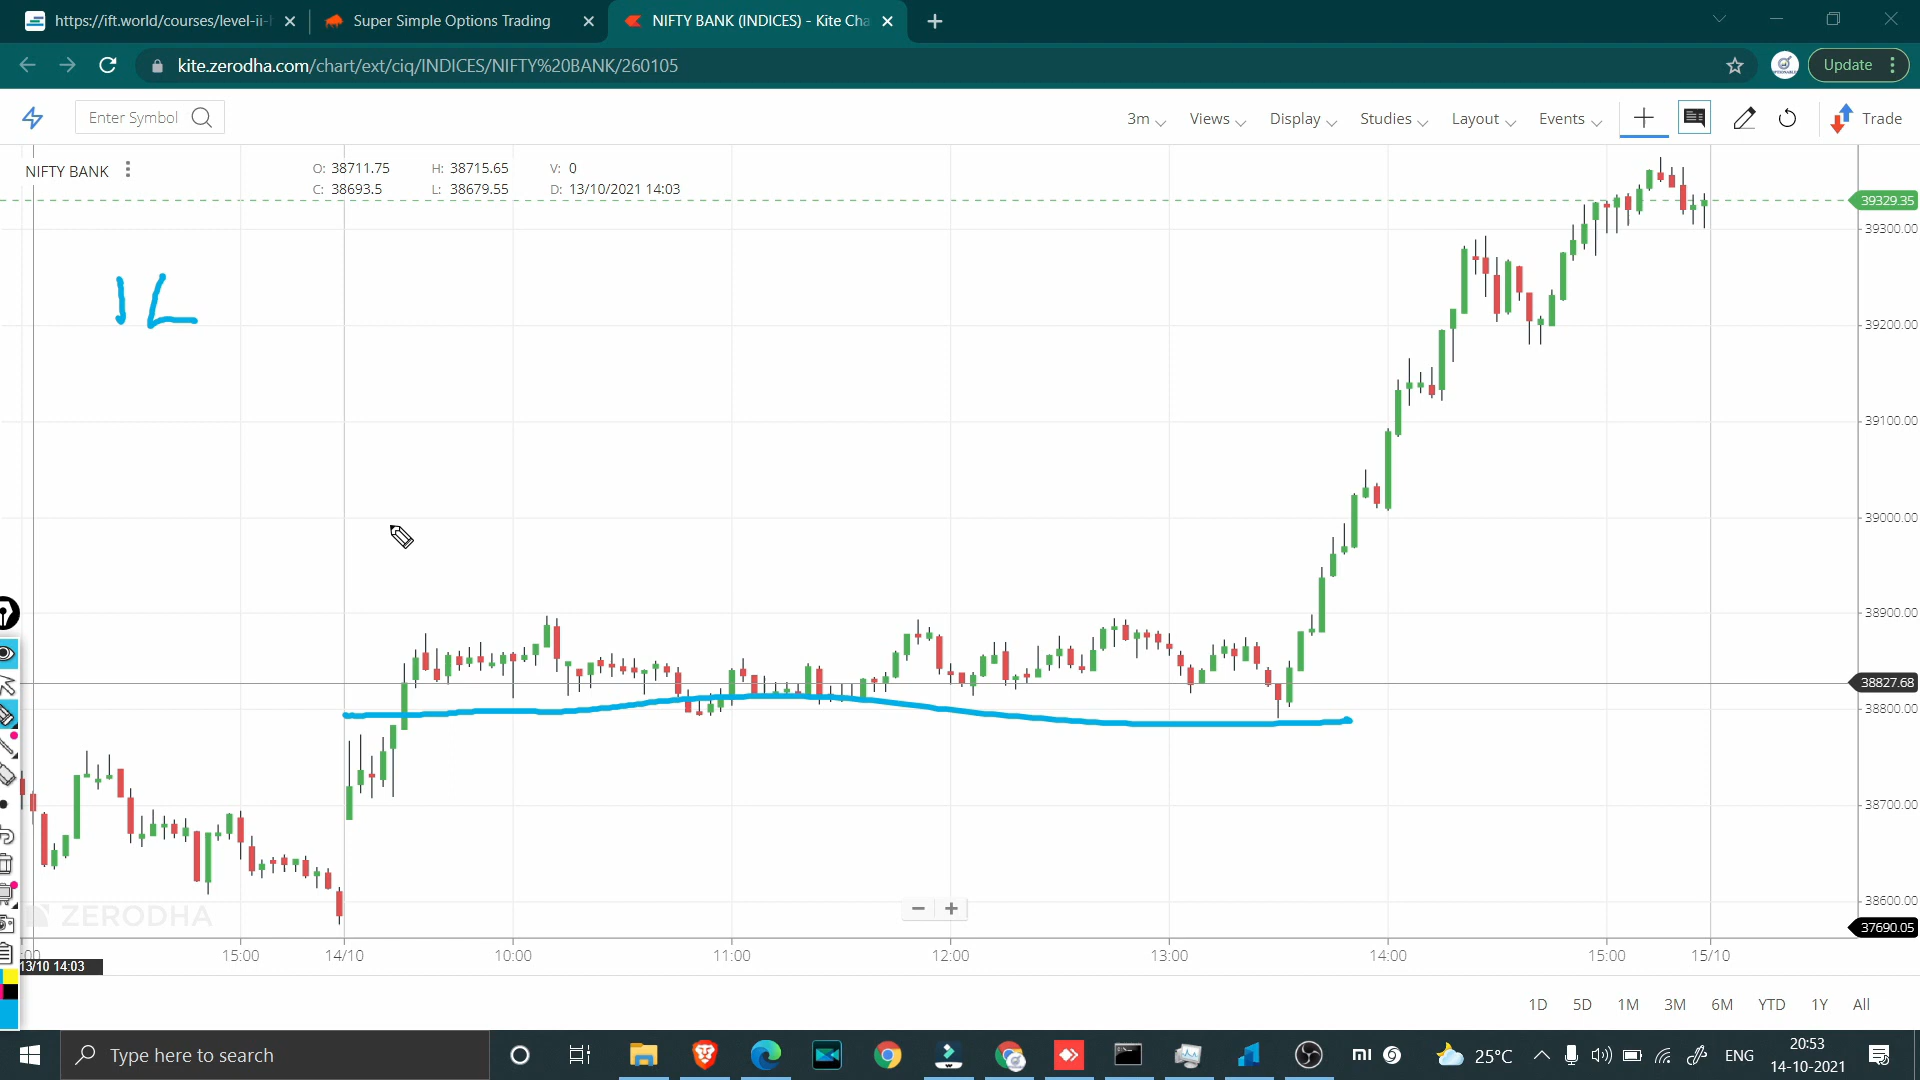 https://ift.world/courses/level-ii-h
Super Simple Options Trading
NIFTY BANK (INDICES) - Kite Cha
kite.zerodha.com/chart/ext/ciq/INDICES/NIFTY%20BANK/260105
Update
Enter Symbol
3m Views Display Studies Layout Events Trade
NIFTY BANK
O: 38711.75 H: 38715.65 V: 0
C: 38693.5 L: 38679.55 D: 13/10/2021 14:03
39329.35
39300.00
1L
39200.00
39100.00
39000.00
38900.00
38827.68
38800.00
38700.00
38600.00
ZERODHA
37690.05
:00 15:00 14/10 10:00 11:00 12:00 13:00 14:00 15:00 15/10
13/10 14:03
1D 5D 1M 3M 6M YTD 1Y All
Type here to search
mi
25°C
ENG
20:53
14-10-2021